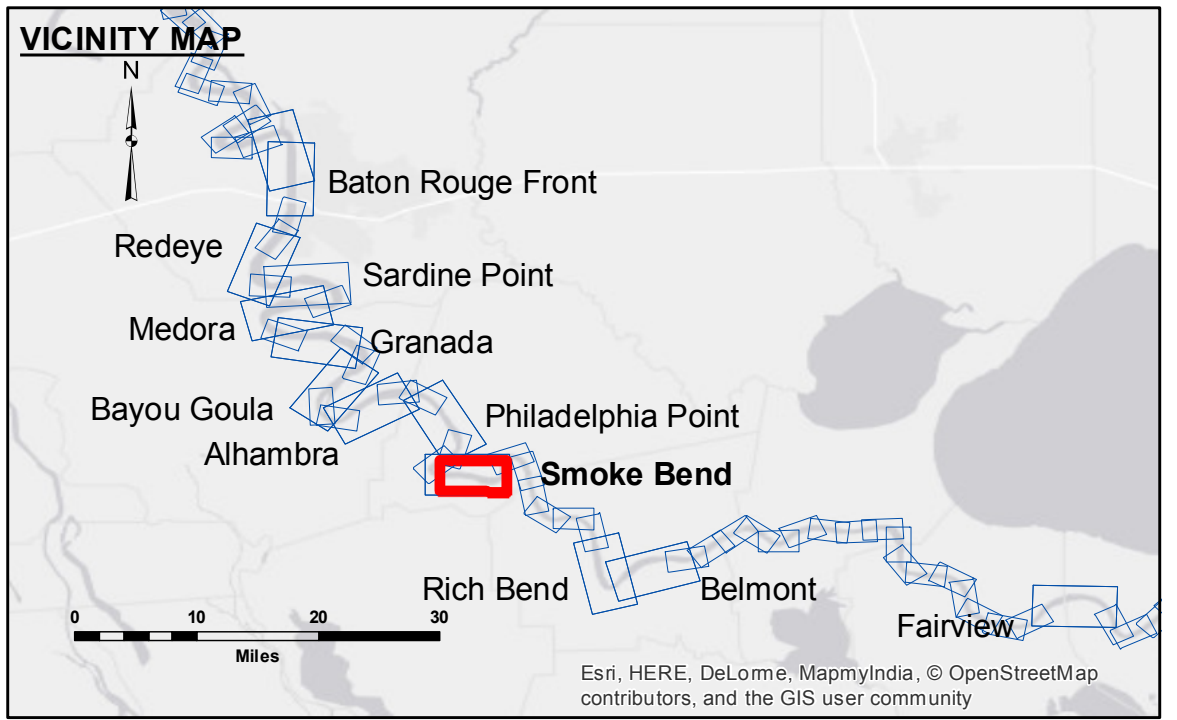 VICINITY MAP
N
Baton Rouge Front
Redeye
Sardine Point
Medora
Granada
Bayou Goula
Philadelphia Point
Alhambra
Smoke Bend
Rich Bend
Belmont
Fairview
0 10 20 30
Miles
Esri, HERE, DeLorme, MapmyIndia, © OpenStreetMap
contributors, and the GIS user community